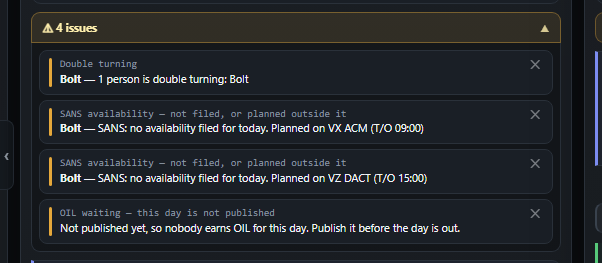 ⚠ 4 issues ▲
Double turning
Bolt — 1 person is double turning: Bolt
SANS availability — not filed, or planned outside it
Bolt — SANS: no availability filed for today. Planned on VX ACM (T/O 09:00)
SANS availability — not filed, or planned outside it
Bolt — SANS: no availability filed for today. Planned on VZ DACT (T/O 15:00)
OIL waiting — this day is not published
Not published yet, so nobody earns OIL for this day. Publish it before the day is out.